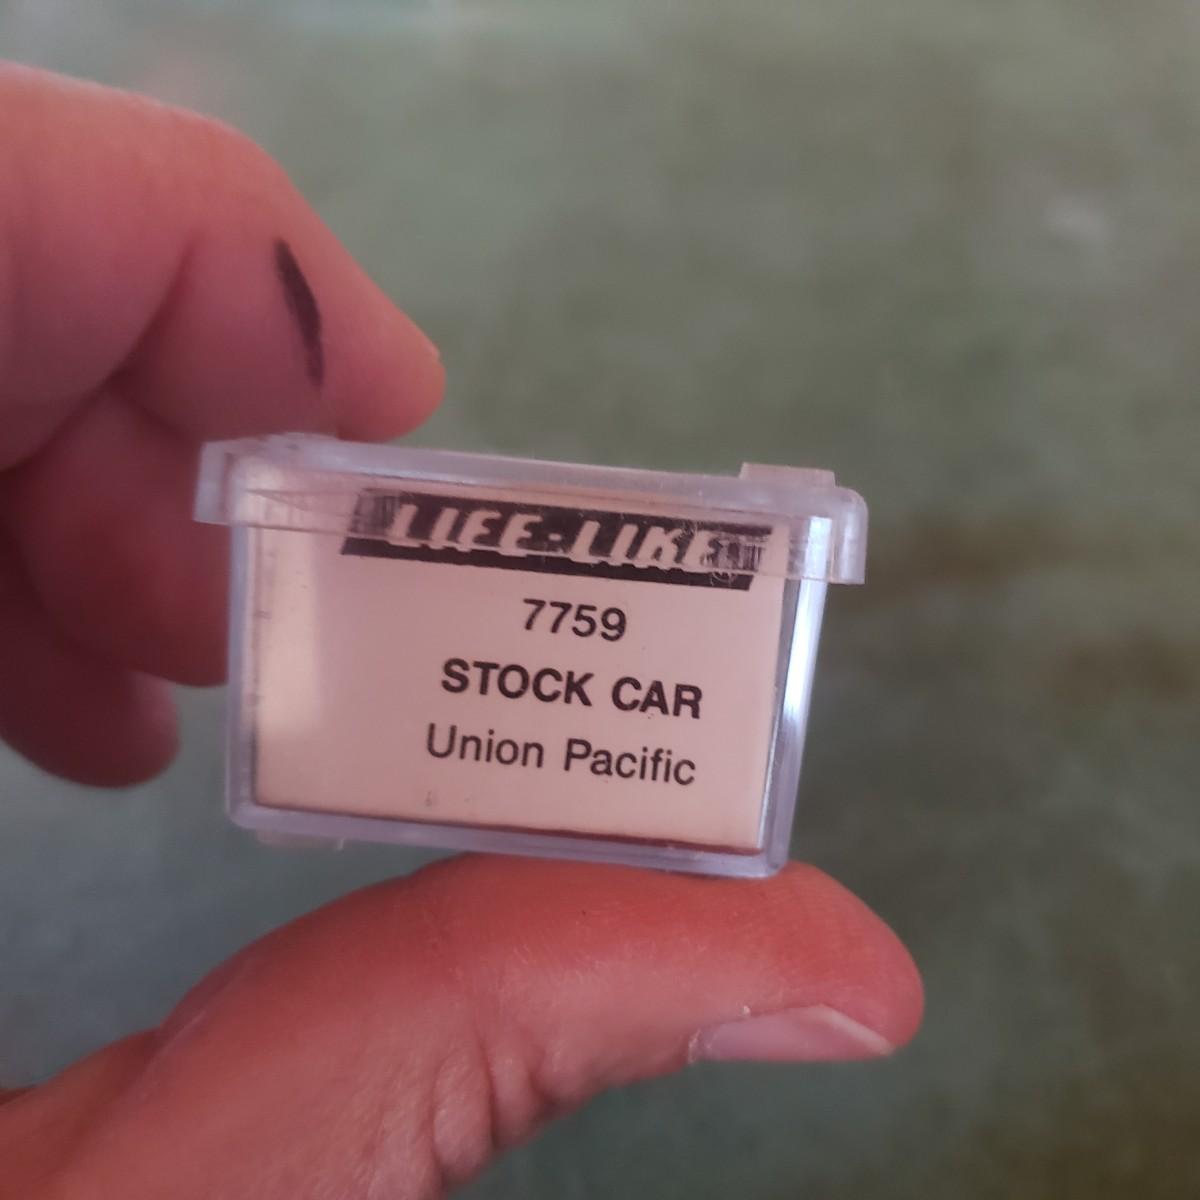 LIFE-LIKE®
7759
STOCK CAR
Union Pacific